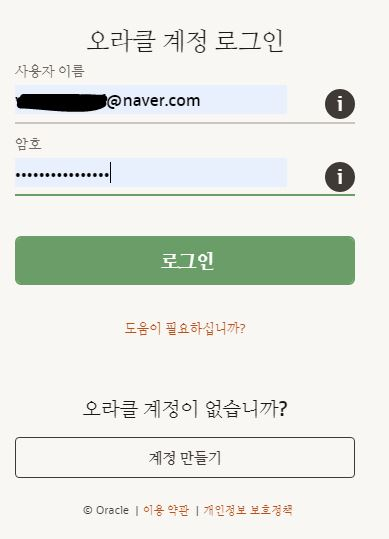 오라클 계정 로그인
사용자 이름
@naver.com
i
암호
••••••••••••••••
i
로그인
도움이 필요하십니까?
오라클 계정이 없습니까?
계정 만들기
© Oracle | 이용 약관 | 개인정보 보호정책